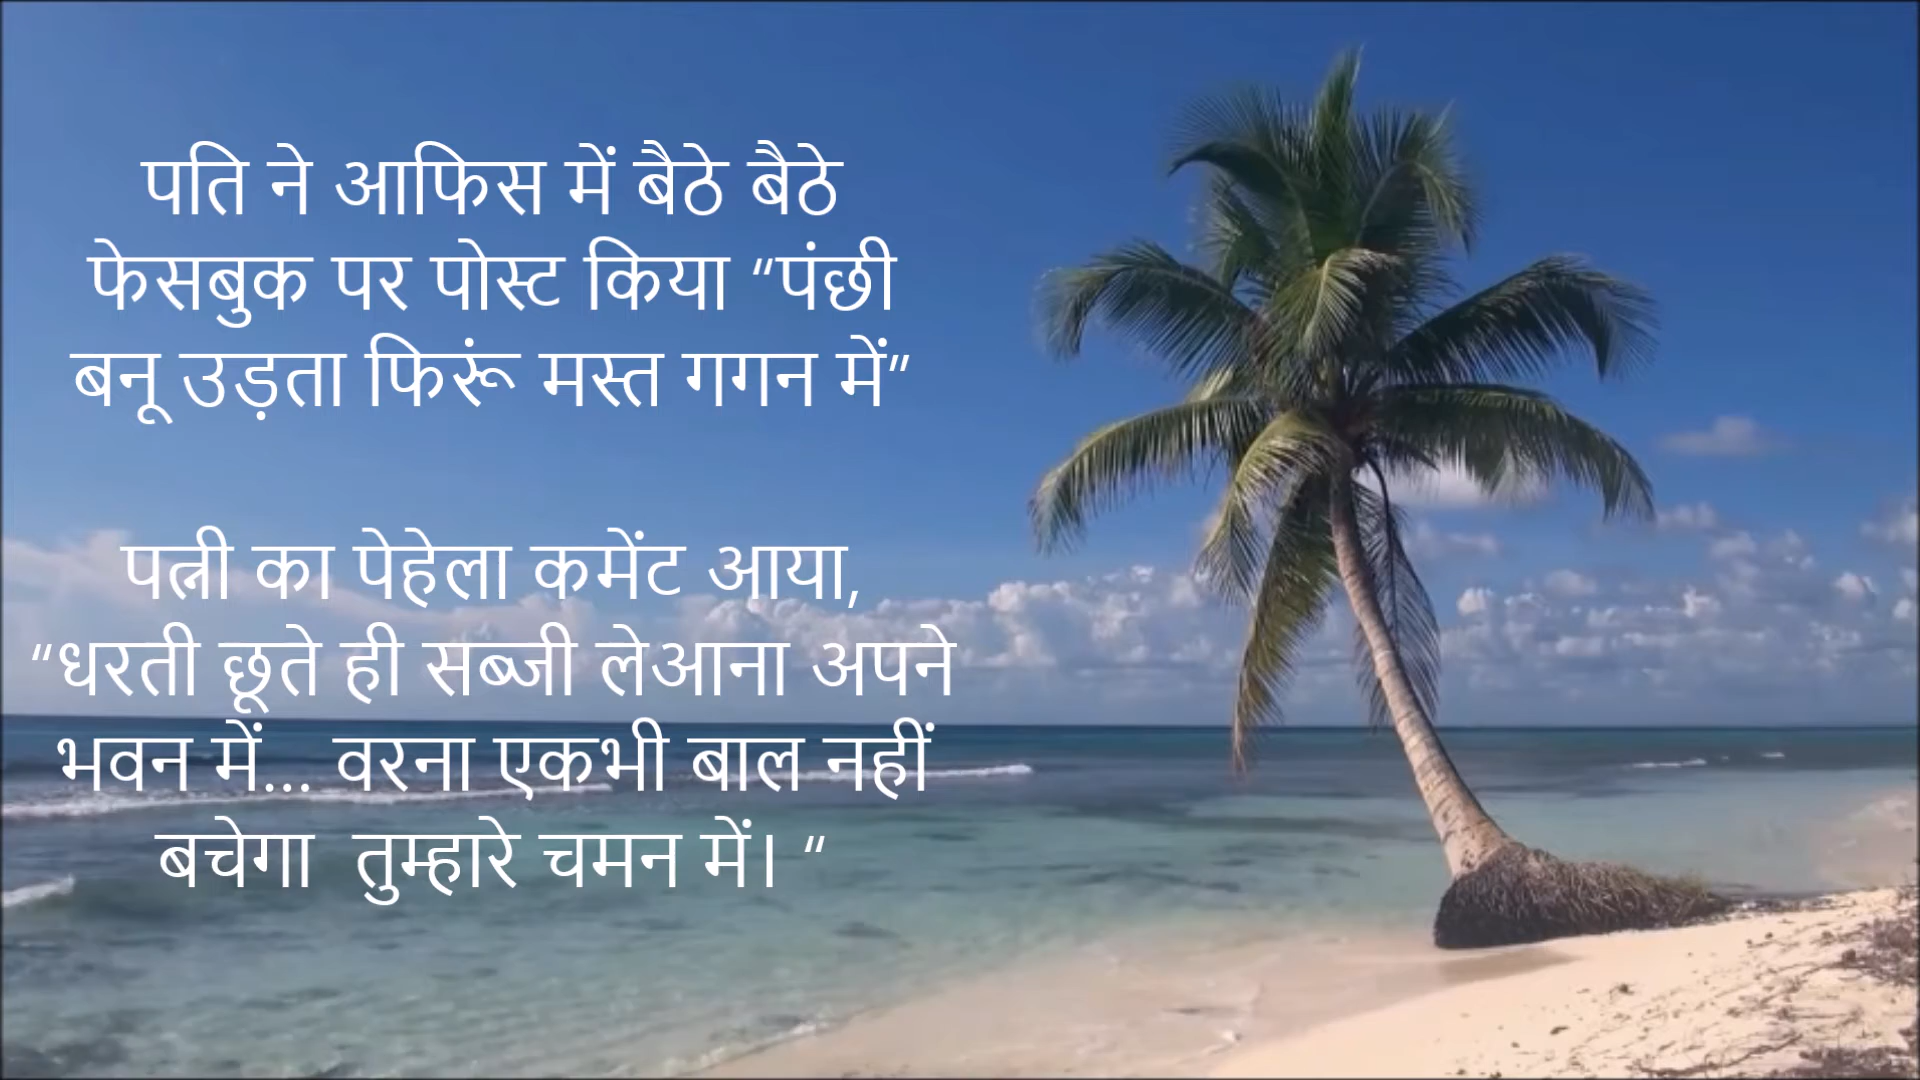 पति ने आफिस में बैठे बैठे
फेसबुक पर पोस्ट किया “पंछी
बनू उड़ता फिरूं मस्त गगन में”
पत्नी का पेहेला कमेंट आया,
“धरती छूते ही सब्जी लेआना अपने
भवन में... वरना एकभी बाल नहीं
बचेगा  तुम्हारे चमन में। “